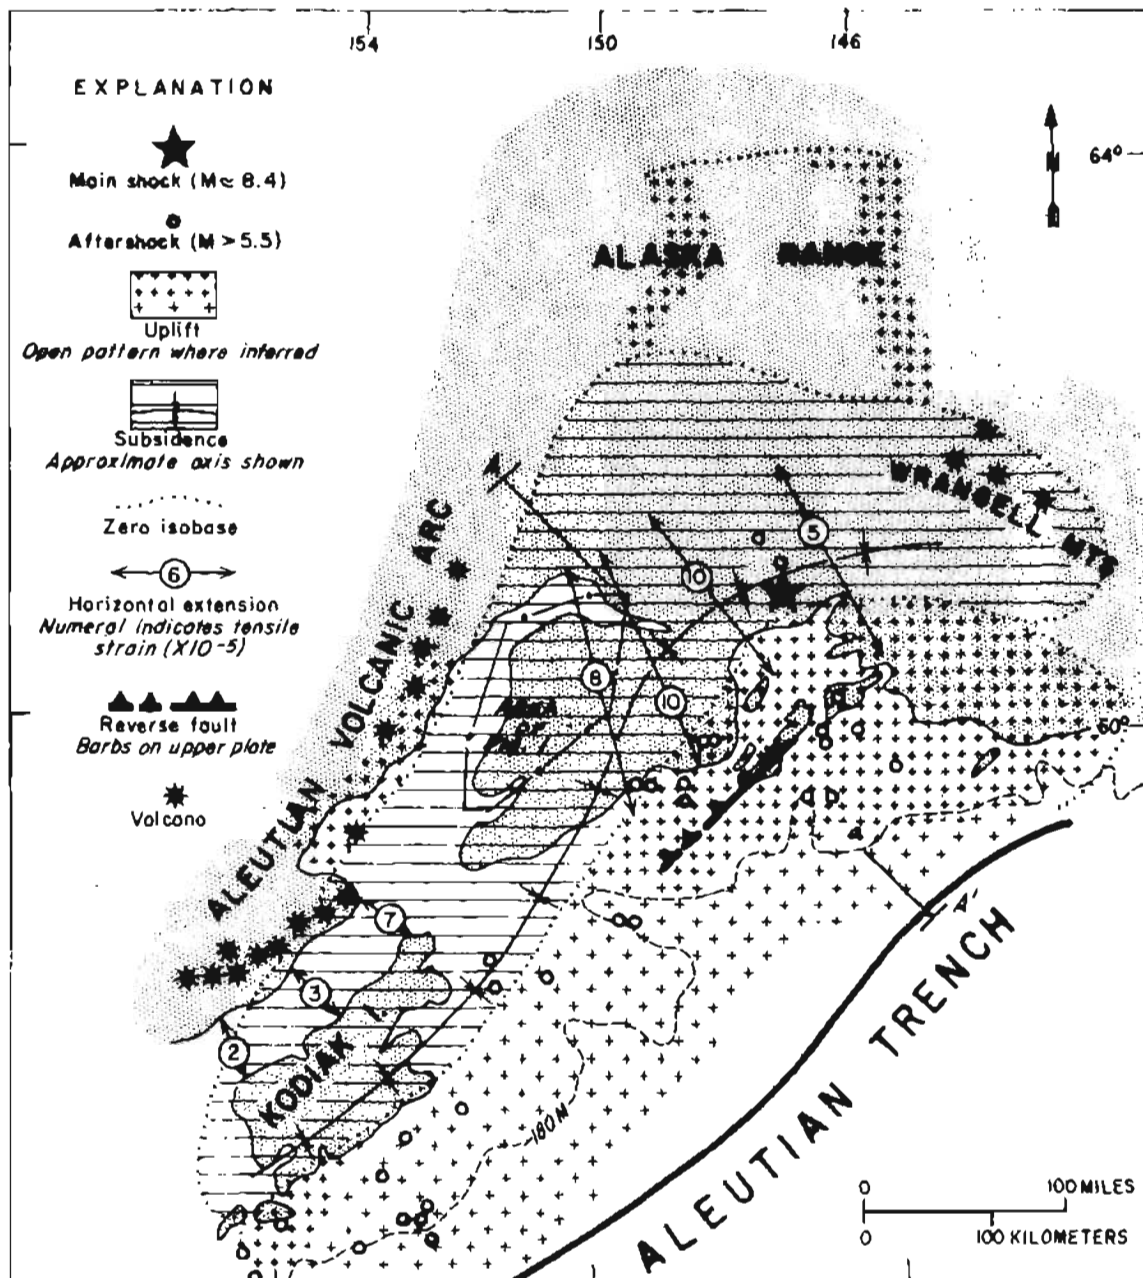 154
150
146
EXPLANATION
Main shock (M≈ 8.4)
Aftershock (M > 5.5)
Uplift
Open pattern where inferred
Subsidence
Approximate axis shown
Zero isobase
6
Horizontal extension
Numeral indicates tensile
strain (X10⁻⁵)
Reverse fault
Barbs on upper plate
Volcano
N
64°
ALASKA RANGE
WRANGELL MTS
ALEUTIAN VOLCANIC ARC
A
5
10
8
10
60°
7
3
2
KODIAK
180 M
A'
ALEUTIAN TRENCH
0 100 MILES
0 100 KILOMETERS